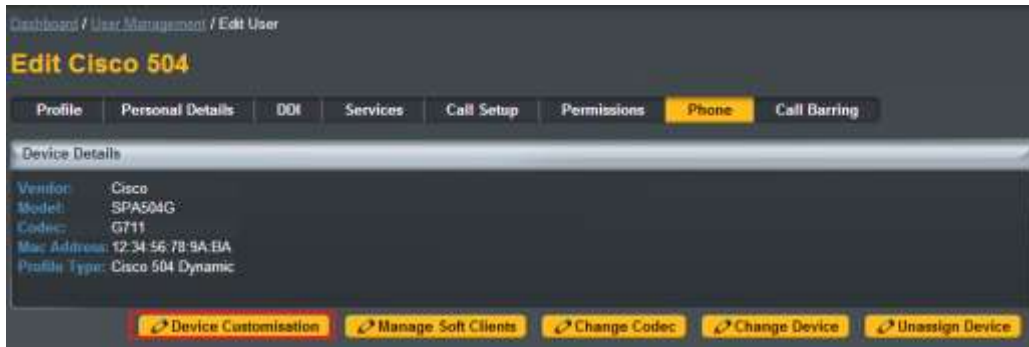 Dashboard / User Management / Edit User
Edit Cisco 504
Profile Personal Details DDI Services Call Setup Permissions Phone Call Barring
Device Details
Vendor: Cisco
Model: SPA504G
Codec: G711
Mac Address: 12:34:56:78:9A:BA
Profile Type: Cisco 504 Dynamic
Device Customisation Manage Soft Clients Change Codec Change Device Unassign Device